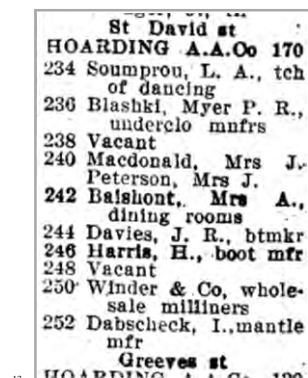 St David st
HOARDING A.A.Co 170
234 Soumprou, L. A., tch
of dancing
236 Blashki, Myer P. R.,
underclo mnfrs
238 Vacant
240 Macdonald, Mrs J.
Peterson, Mrs J.
242 Balshont, Mrs A.,
dining rooms
244 Davies, J. R., btmkr
246 Harris, H., boot mfr
248 Vacant
250 Winder & Co, whole-
sale milliners
252 Dabscheck, I.,mantle
mfr
Greeves st
HOARDING A.A.Co